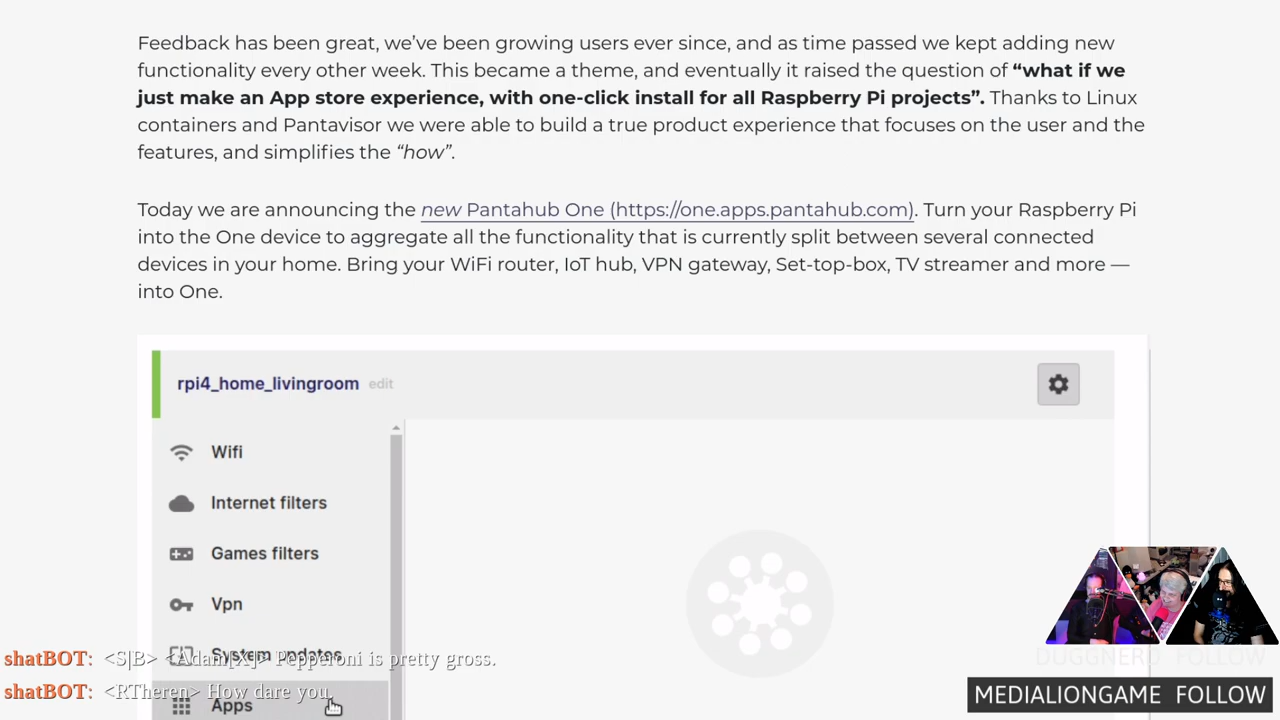 Feedback has been great, we’ve been growing users ever since, and as time passed we kept adding new
functionality every other week. This became a theme, and eventually it raised the question of “what if we
just make an App store experience, with one-click install for all Raspberry Pi projects”. Thanks to Linux
containers and Pantavisor we were able to build a true product experience that focuses on the user and the
features, and simplifies the “how”.
Today we are announcing the new Pantahub One (https://one.apps.pantahub.com). Turn your Raspberry Pi
into the One device to aggregate all the functionality that is currently split between several connected
devices in your home. Bring your WiFi router, IoT hub, VPN gateway, Set-top-box, TV streamer and more —
into One.
rpi4_home_livingroom edit
Wifi
Internet filters
Games filters
Vpn
System updates
shatBOT: <S|B> <Adam[X]> Pepperoni is pretty gross.
shatBOT: <RTheren> How dare you.
Apps
DUGGNERD FOLLOW
MEDIALIONGAME FOLLOW